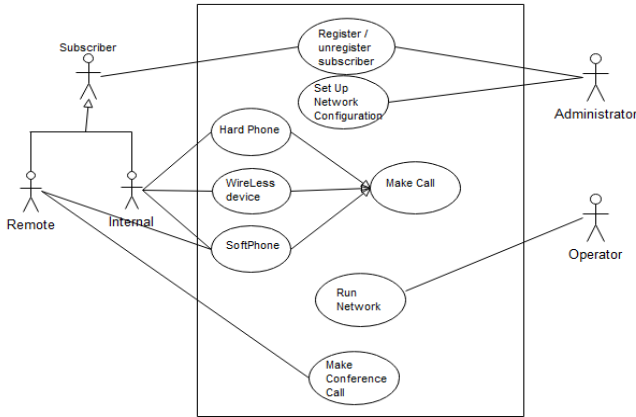 Subscriber
Register /
unregister
subscriber
Set Up
Network
Configuration
Administrator
Hard Phone
WireLess
device
Make Call
Remote
Internal
SoftPhone
Operator
Run
Network
Make
Conference
Call